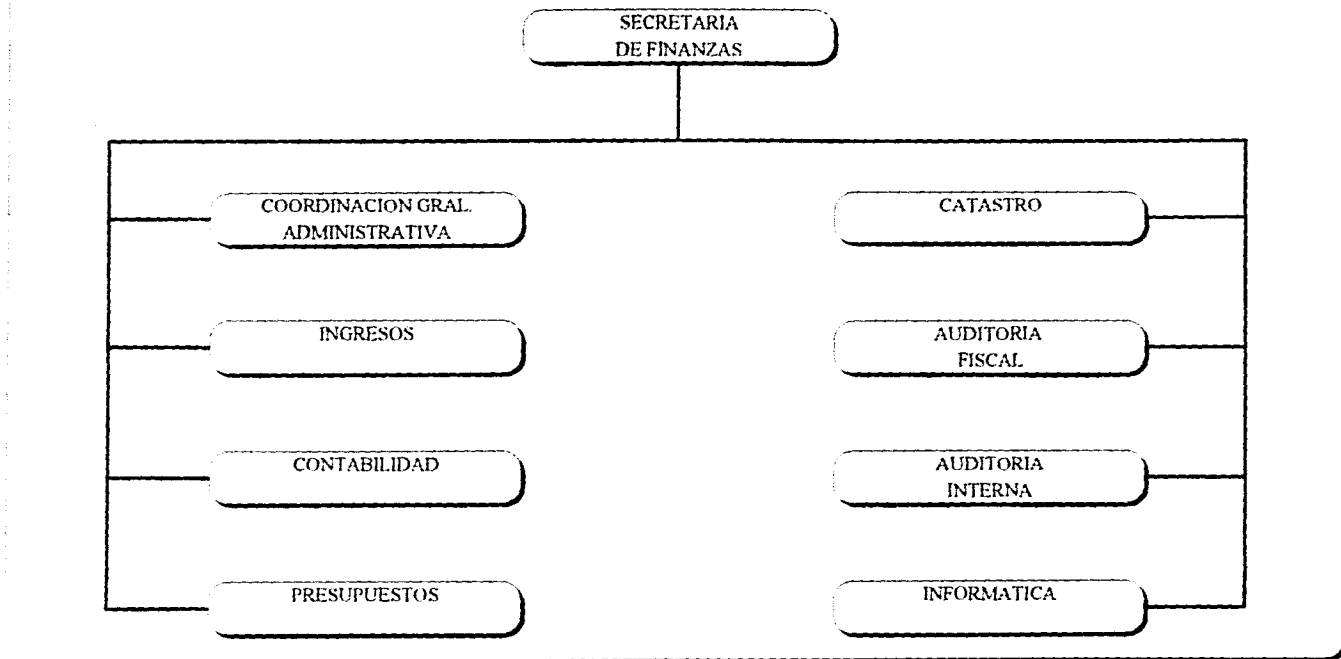 SECRETARIA
DE FINANZAS
COORDINACION GRAL.
ADMINISTRATIVA
INGRESOS
CONTABILIDAD
PRESUPUESTOS
CATASTRO
AUDITORIA
FISCAL
AUDITORIA
INTERNA
INFORMATICA